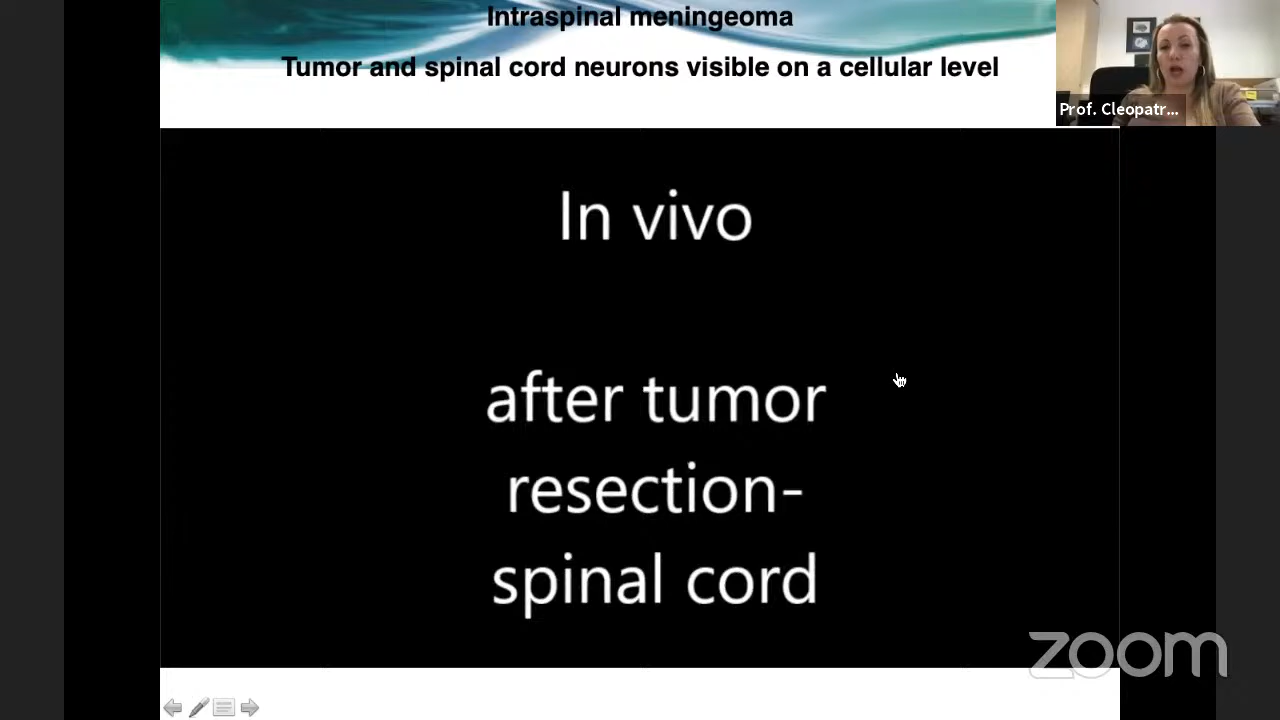 Intraspinal meningeoma
Tumor and spinal cord neurons visible on a cellular level
Prof. Cleopatr...
In vivo
after tumor
resection-
spinal cord
zoom